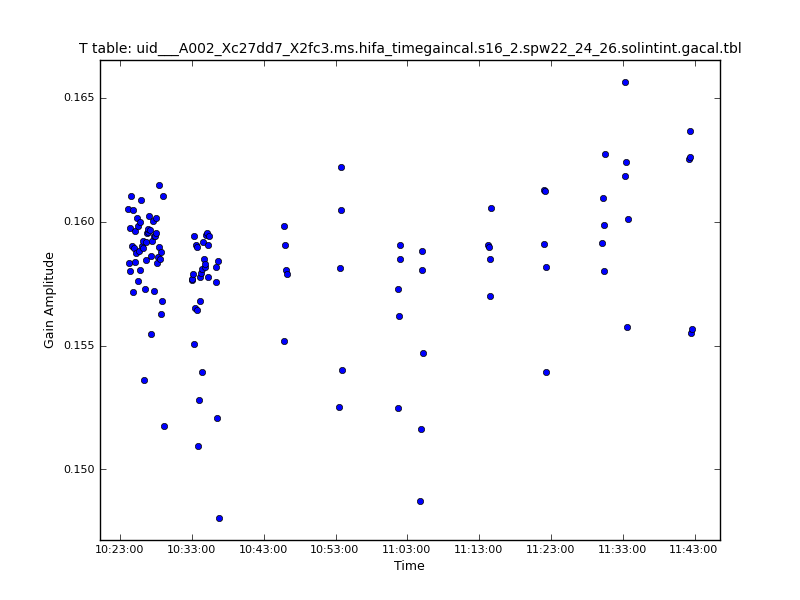 T table: uid___A002_Xc27dd7_X2fc3.ms.hifa_timegaincal.s16_2.spw22_24_26.solintint.gacal.tbl
0.165
0.160
0.155
0.150
Gain Amplitude
10:23:00 10:33:00 10:43:00 10:53:00 11:03:00 11:13:00 11:23:00 11:33:00 11:43:00
Time